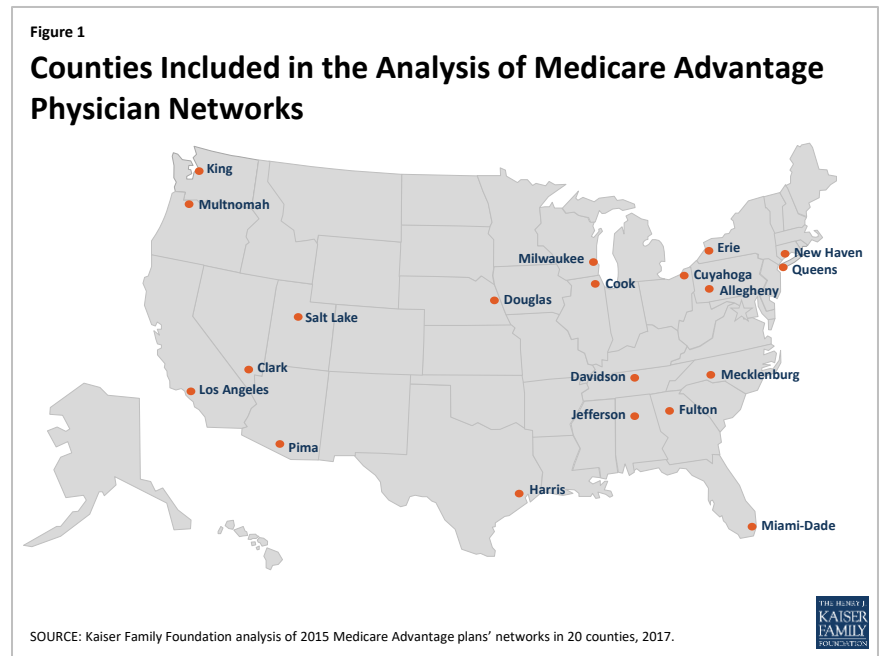 Figure 1
Counties Included in the Analysis of Medicare Advantage
Physician Networks
King
Multnomah
Erie
New Haven
Milwaukee
Queens
Cuyahoga
Cook
Allegheny
Douglas
Salt Lake
Clark
Davidson
Mecklenburg
Los Angeles
Jefferson
Fulton
Pima
Harris
Miami-Dade
SOURCE: Kaiser Family Foundation analysis of 2015 Medicare Advantage plans’ networks in 20 counties, 2017.
THE HENRY J.
KAISER
FAMILY
FOUNDATION